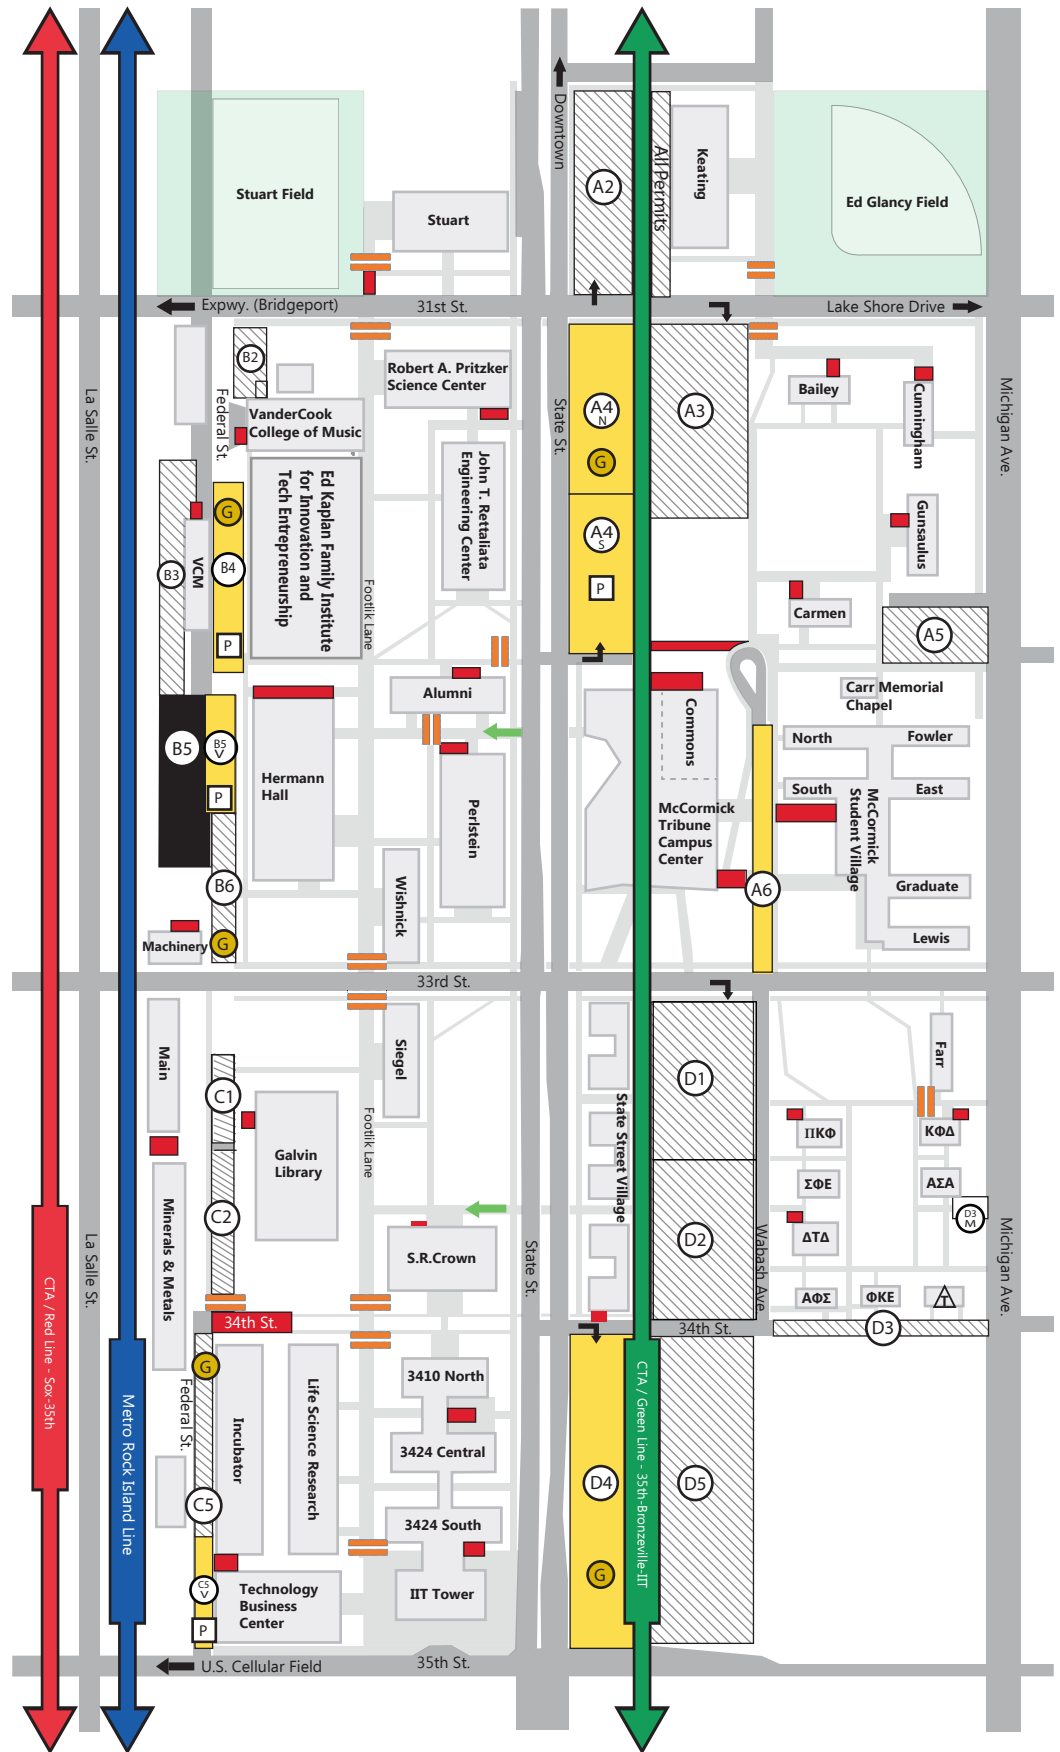 Downtown
A2
All Permits
Keating
Stuart Field
Stuart
Ed Glancy Field
Expwy. (Bridgeport)
31st St.
Lake Shore Drive
La Salle St.
Federal St.
B2
VanderCook
College of Music
Robert A. Pritzker
Science Center
State St.
A4
N
G
A3
Bailey
Cunningham
Michigan Ave.
B3
VCM
G
B4
P
Ed Kaplan Family Institute
for Innovation and
Tech Entrepreneurship
Footlik Lane
John T. Rettaliata
Engineering Center
A4
S
P
Gunsaulus
Carmen
A5
Alumni
Carr Memorial
Chapel
B5
B5
V
P
Hermann
Hall
Perlstein
Commons
McCormick
Tribune
Campus
Center
North
Fowler
South
East
McCormick
Student Village
Graduate
Lewis
A6
B6
G
Machinery
Wishnick
33rd St.
Main
C1
Siegel
Footlik Lane
Galvin
Library
State Street Village
D1
Farr
ΠΚΦ
ΚΦΔ
ΣΦΕ
ΑΣΑ
D3
M
C2
Minerals & Metals
La Salle St.
S.R.Crown
State St.
D2
Wabash Ave.
ΔΤΔ
ΑΦΣ
ΦΚΕ
T
Michigan Ave.
34th St.
34th St.
D3
CTA / Red Line - Sox-35th
Metro Rock Island Line
G
Federal St.
Incubator
Life Science Research
3410 North
3424 Central
3424 South
IIT Tower
CTA / Green Line - 35th-Bronzeville-IIT
D4
G
D5
C5
C5
V
P
Technology
Business
Center
U.S. Cellular Field
35th St.